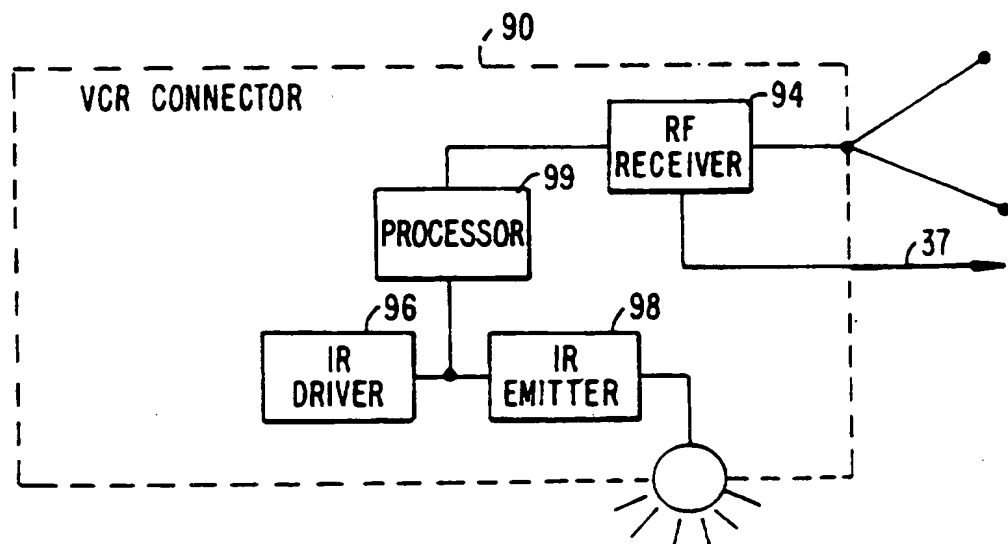 90
VCR CONNECTOR
94
RF
RECEIVER
99
PROCESSOR
37
96
IR
DRIVER
98
IR
EMITTER